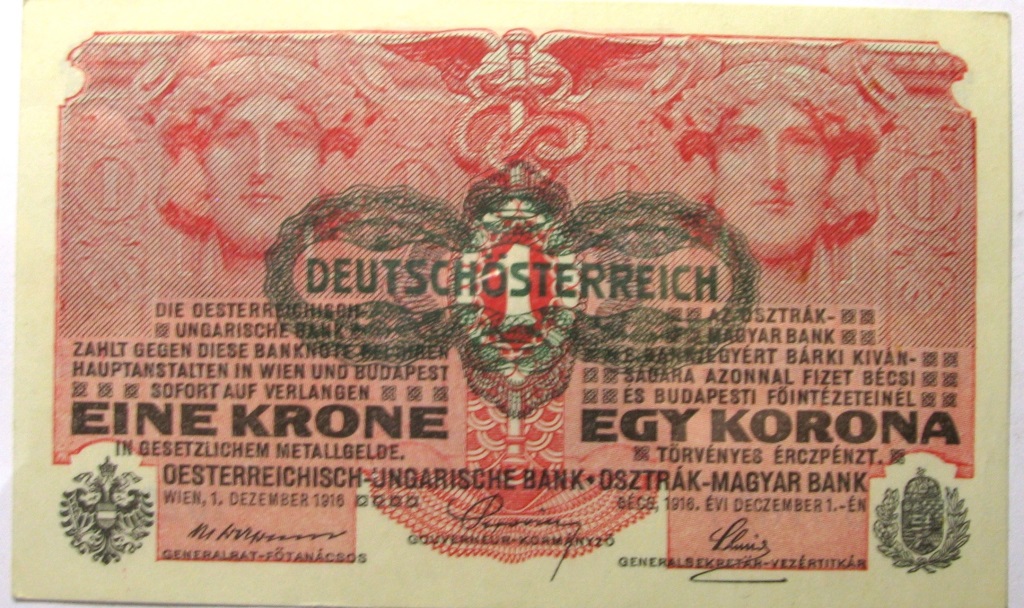 1
DEUTSCHÖSTERREICH
DIE OESTERREICHISCH-
UNGARISCHE BANK
ZAHLT GEGEN DIESE BANKNOTE BEI IHREN
HAUPTANSTALTEN IN WIEN UND BUDAPEST
SOFORT AUF VERLANGEN
EINE KRONE
IN GESETZLICHEM METALLGELDE.
AZ OSZTRÁK-
MAGYAR BANK
E BANKJEGYÉRT BÁRKI KIVÁN-
SÁGÁRA AZONNAL FIZET BÉCSI
ÉS BUDAPESTI FŐINTÉZETEINÉL
EGY KORONA
TÖRVÉNYES ÉRCZPÉNZT.
OESTERREICHISCH-UNGARISCHE BANK • OSZTRÁK-MAGYAR BANK
WIEN, 1. DEZEMBER 1916
BÉCS, 1916. ÉVI DECZEMBER 1.-ÉN
GENERALRAT-FŐTANÁCSOS
GOUVERNEUR-KORMÁNYZÓ
GENERALSEKRETÄR-VEZÉRTITKÁR